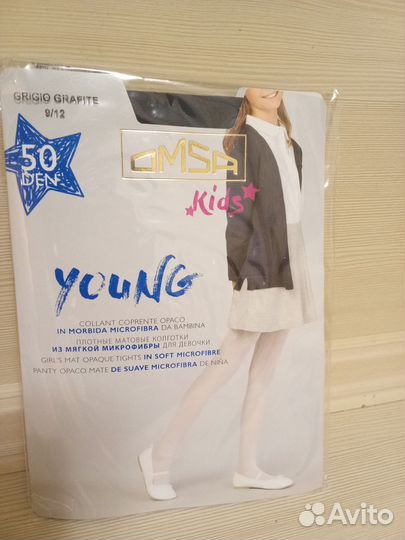 GRIGIO GRAFITE
9/12
50
DEN
OMSA
Kids
YOUNG
COLLANT COPRENTE OPACO
IN MORBIDA MICROFIBRA DA BAMBINA
ПЛОТНЫЕ МАТОВЫЕ КОЛГОТКИ
ИЗ МЯГКОЙ МИКРОФИБРЫ ДЛЯ ДЕВОЧКИ
GIRL'S MAT OPAQUE TIGHTS IN SOFT MICROFIBRE
PANTY OPACO MATE DE SUAVE MICROFIBRA DE NIÑA
Avito